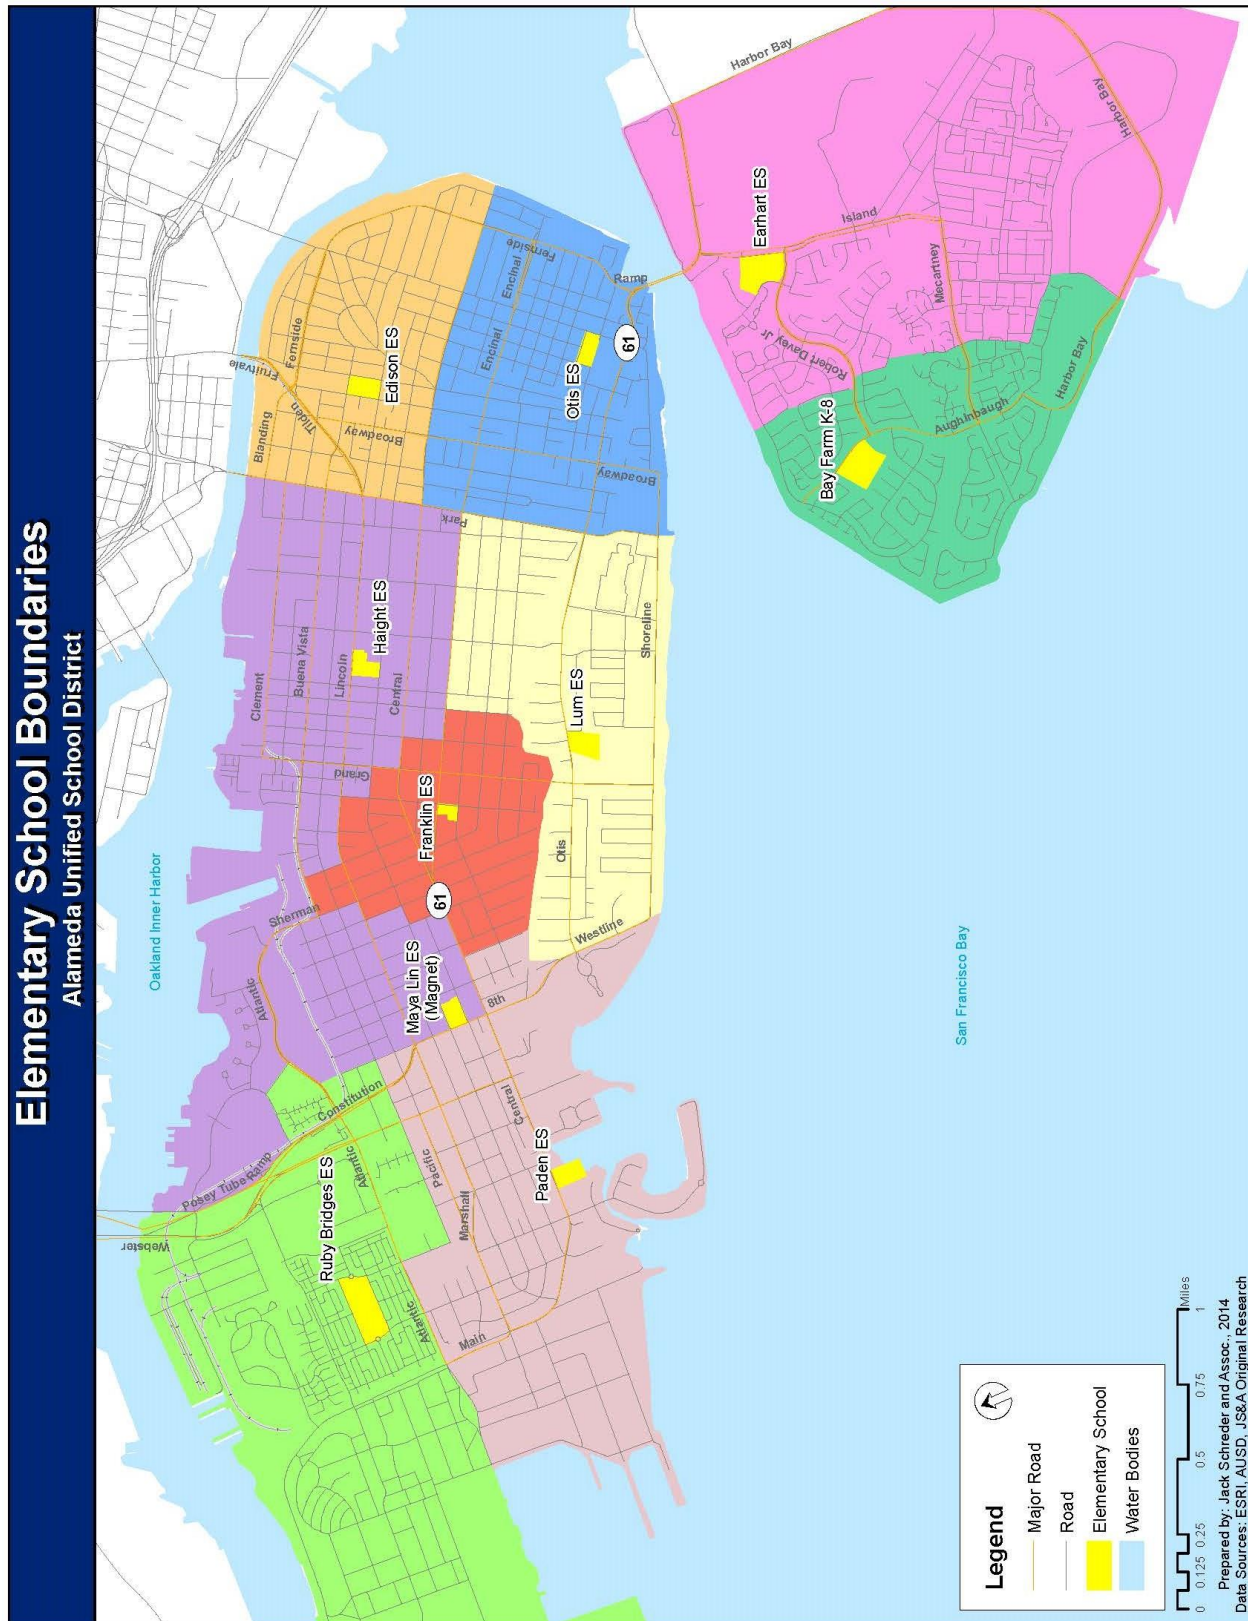 Elementary School Boundaries
Alameda Unified School District
Oakland Inner Harbor
San Francisco Bay
Webster
Posey Tube Ramp
Constitution
Atlantic
Atlantic
Atlantic
Ruby Bridges ES
Main
Pacific
Marshall
Central
Paden ES
8th
Maya Lin ES
(Magnet)
Sherman
61
Franklin ES
Grand
Westline
Otis
Lum ES
Shoreline
Clement
Buena Vista
Lincoln
Central
Haight ES
Park
Blanding
Tilden
Fruitvale
Fernside
Broadway
Edison ES
Encinal
Encinal
Fernside
Otis ES
Broadway
61
Ramp
Bay Farm K-8
Aughinbaugh
Robert Davey Jr
Mecartney
Island
Earhart ES
Harbor Bay
Harbor Bay
Harbor Bay
Legend
Major Road
Road
Elementary School
Water Bodies
0 0.125 0.25 0.5 0.75 1
Miles
Prepared by: Jack Schreder and Assoc., 2014
Data Sources: ESRI, AUSD, JS&A Original Research